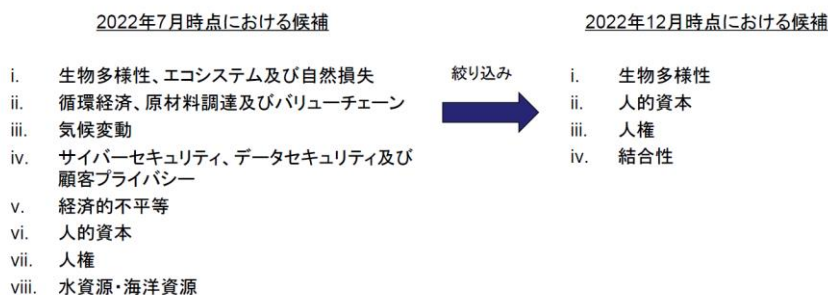 2022年7月時点における候補
i. 生物多様性、エコシステム及び自然損失
ii. 循環経済、原材料調達及びバリューチェーン
iii. 気候変動
iv. サイバーセキュリティ、データセキュリティ及び
顧客プライバシー
v. 経済的不平等
vi. 人的資本
vii. 人権
viii. 水資源・海洋資源
絞り込み
2022年12月時点における候補
i. 生物多様性
ii. 人的資本
iii. 人権
iv. 結合性